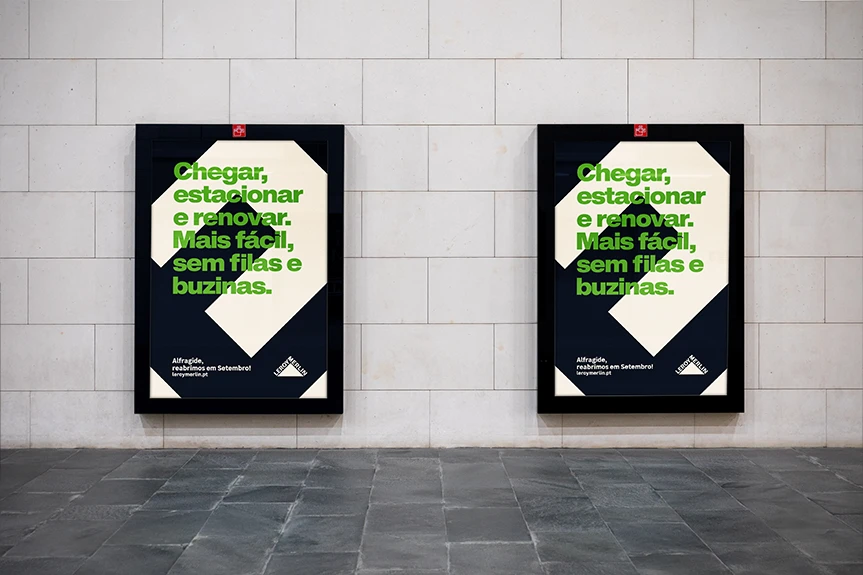 Chegar,
estacionar
e renovar.
Mais fácil,
sem filas e
buzinas.
Alfragide,
reabrimos em Setembro!
leroymerlin.pt
LEROY MERLIN
Chegar,
estacionar
e renovar.
Mais fácil,
sem filas e
buzinas.
Alfragide,
reabrimos em Setembro!
leroymerlin.pt
LEROY MERLIN